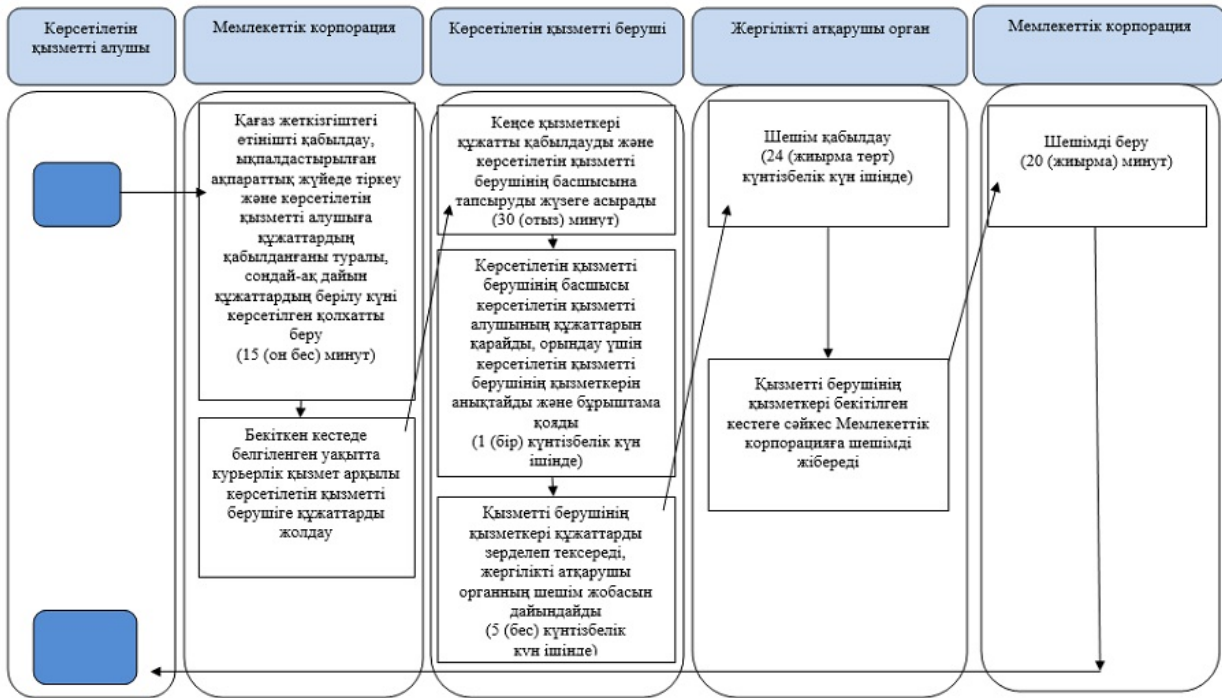 Көрсетілетін
қызметті алушы
Мемлекеттік корпорация
Көрсетілетін қызметті беруші
Жергілікті атқарушы орган
Мемлекеттік корпорация
Қағаз жеткізгіштегі
өтінішті қабылдау,
ықпалдастырылған
ақпараттық жүйеде тіркеу
және көрсетілетін
қызметті алушыға
құжаттардың
қабылданғаны туралы,
сондай-ақ дайын
құжаттардың берілу күні
көрсетілген қолхатты
беру
(15 (он бес) минут)
Бекіткен кестеде
белгіленген уақытта
курьерлік қызмет арқылы
көрсетілетін қызметті
берушіге құжаттарды
жолдау
Кеңсе қызметкері
құжатты қабылдауды және
көрсетілетін қызметті
берушінің басшысына
тапсыруды жүзеге асырады
(30 (отыз) минут)
Көрсетілетін қызметті
берушінің басшысы
көрсетілетін қызметті
алушының құжаттарын
қарайды, орындау үшін
көрсетілетін қызметті
берушінің қызметкерін
анықтайды және бұрыштама
қояды
(1 (бір) күнтізбелік күн
ішінде)
Қызметті берушінің
қызметкері құжаттарды
зерделеп тексереді,
жергілікті атқарушы
органның шешім жобасын
дайындайды
(5 (бес) күнтізбелік
күн ішінде)
Шешім қабылдау
(24 (жиырма төрт)
күнтізбелік күн ішінде)
Қызметті берушінің
қызметкері бекітілген
кестеге сәйкес Мемлекеттік
корпорацияға шешімді
жібереді
Шешімді беру
(20 (жиырма) минут)